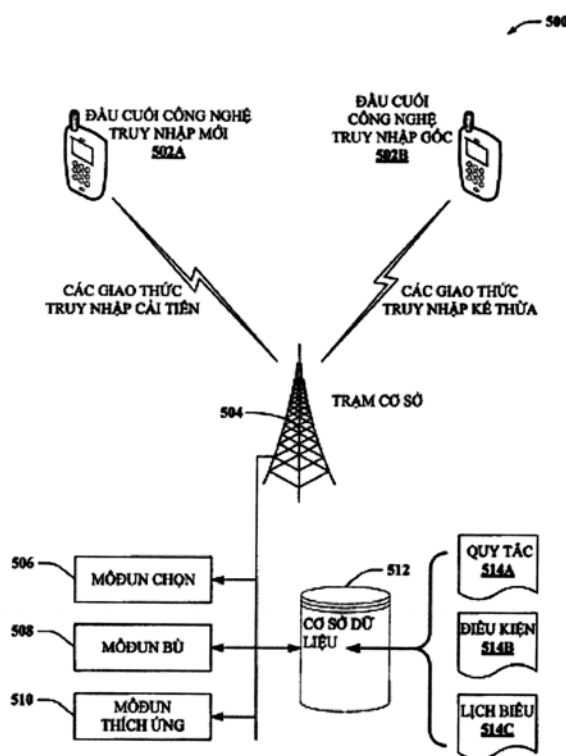 500
ĐẦU CUỐI CÔNG NGHỆ
TRUY NHẬP MỚI
502A
ĐẦU CUỐI
CÔNG NGHỆ
TRUY NHẬP GỐC
502B
CÁC GIAO THỨC
TRUY NHẬP CẢI TIẾN
CÁC GIAO THỨC
TRUY NHẬP KẾ THỪA
504
TRẠM CƠ SỞ
506
MÔĐUN CHỌN
508
MÔĐUN BÙ
510
MÔĐUN
THÍCH ỨNG
512
CƠ SỞ DỮ
LIỆU
QUY TẮC
514A
ĐIỀU KIỆN
514B
LỊCH BIỂU
514C